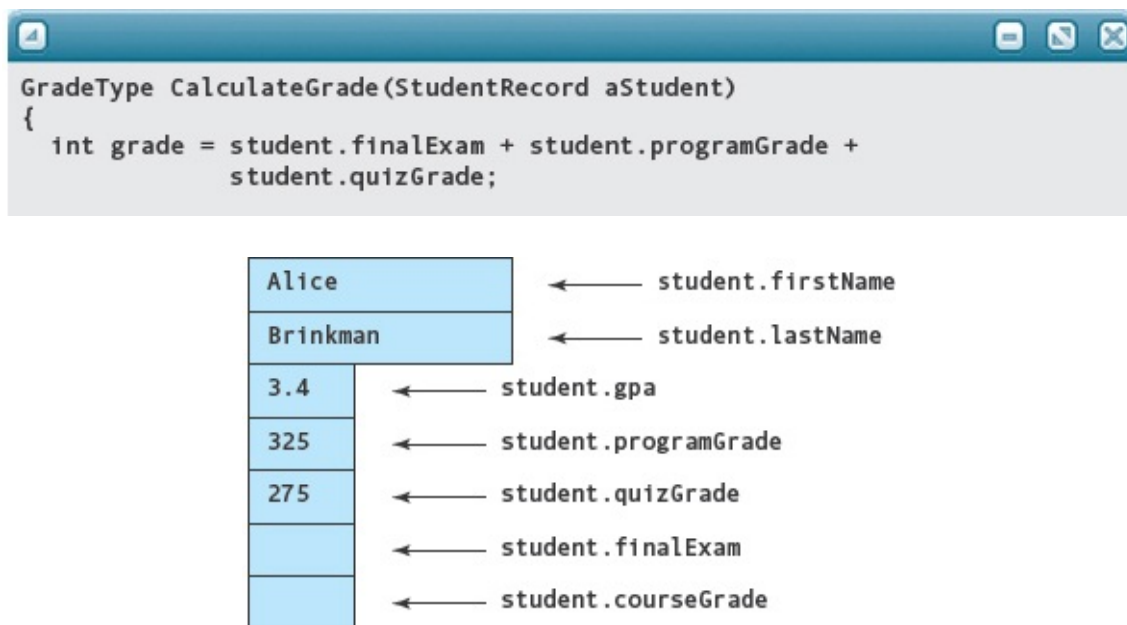 GradeType CalculateGrade(StudentRecord aStudent)
{
int grade = student.finalExam + student.programGrade +
student.quizGrade;
Alice student.firstName
Brinkman student.lastName
3.4 student.gpa
325 student.programGrade
275 student.quizGrade
student.finalExam
student.courseGrade